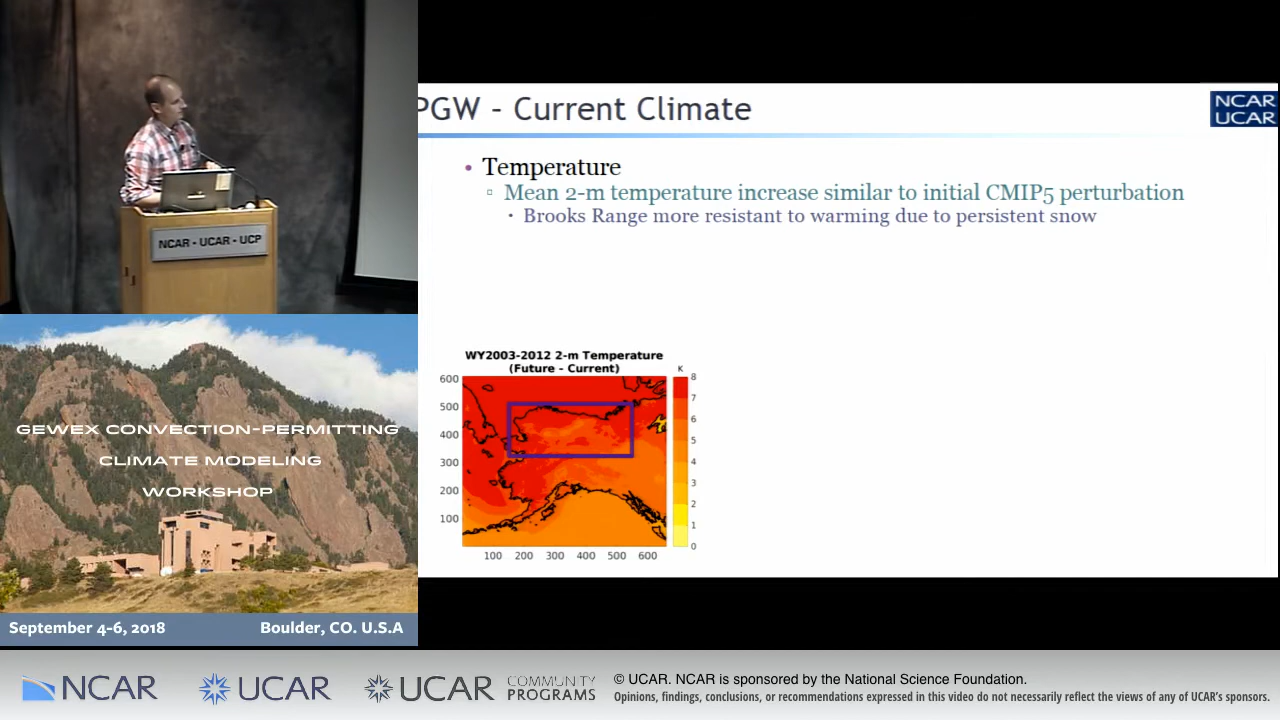 PGW - Current Climate
NCAR
UCAR
• Temperature
▫ Mean 2-m temperature increase similar to initial CMIP5 perturbation
• Brooks Range more resistant to warming due to persistent snow
NCAR - UCAR - UCP
WY2003-2012 2-m Temperature
(Future - Current)
K
600
500
400
300
200
100
100 200 300 400 500 600
8
7
6
5
4
3
2
1
0
GEWEX CONVECTION-PERMITTING
CLIMATE MODELING
WORKSHOP
September 4-6, 2018
Boulder, CO. U.S.A
NCAR
UCAR
UCAR
COMMUNITY
PROGRAMS
© UCAR. NCAR is sponsored by the National Science Foundation.
Opinions, findings, conclusions, or recommendations expressed in this video do not necessarily reflect the views of any of UCAR's sponsors.